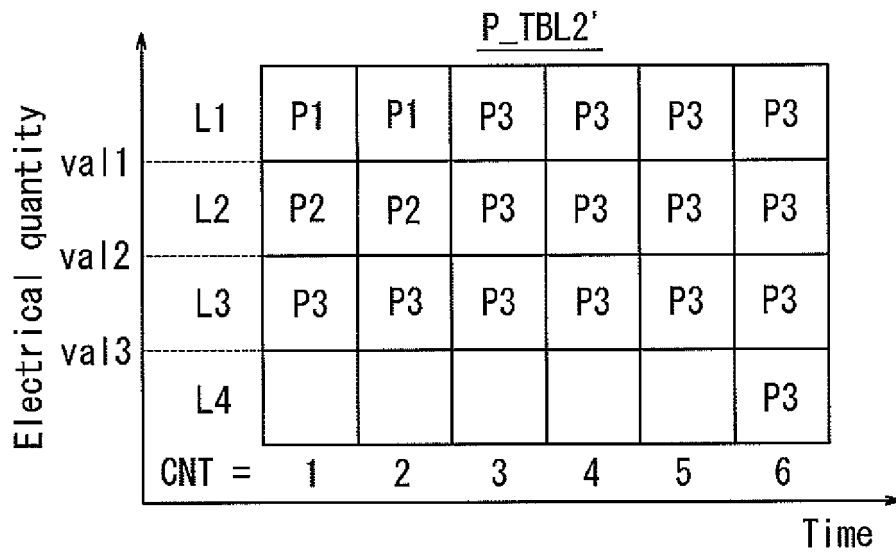 P_TBL2'
Electrical quantity
L1 P1 P1 P3 P3 P3 P3
val1
L2 P2 P2 P3 P3 P3 P3
val2
L3 P3 P3 P3 P3 P3 P3
val3
L4 P3
CNT = 1 2 3 4 5 6
Time